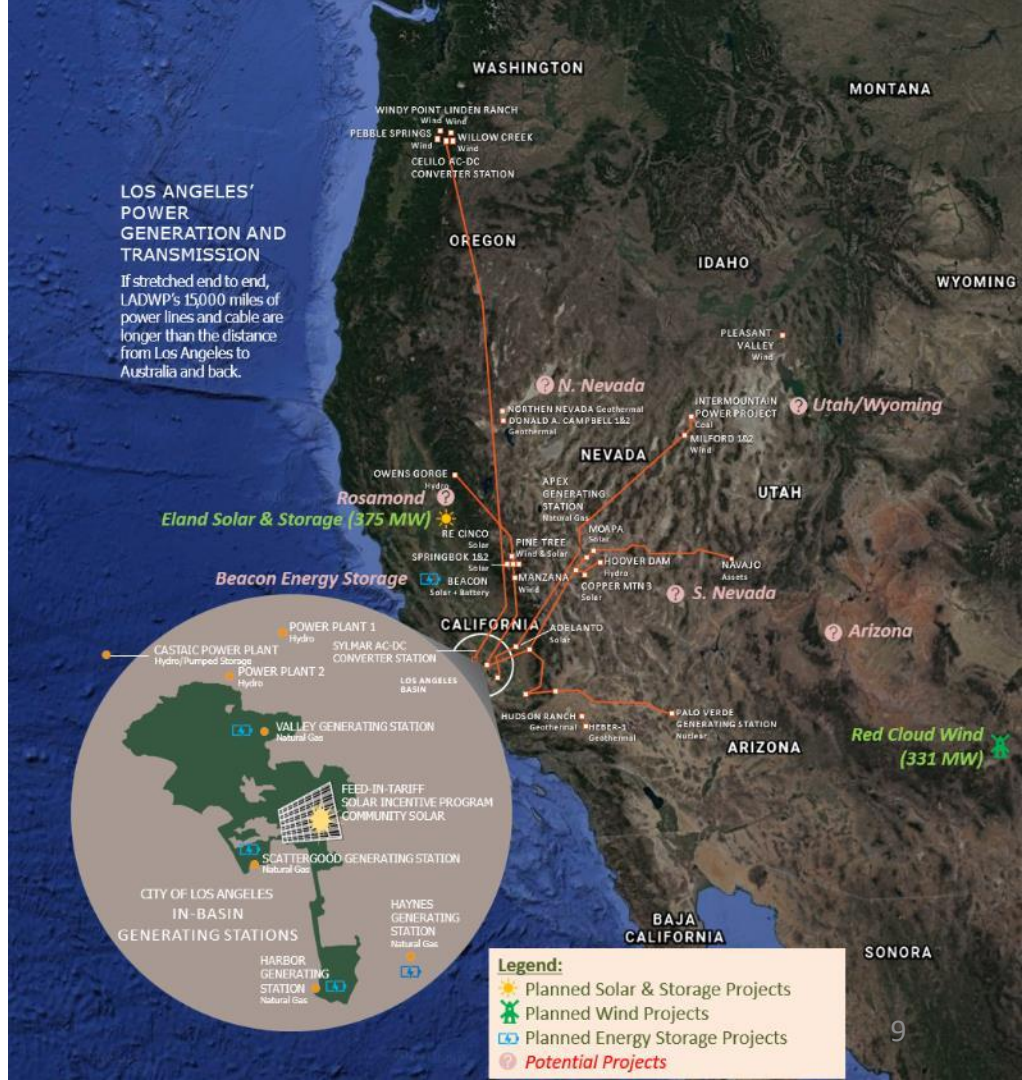 WASHINGTON
MONTANA
WINDY POINT LINDEN RANCH
Wind Wind
PEBBLE SPRINGS
Wind
WILLOW CREEK
Wind
CELILO AC-DC
CONVERTER STATION
LOS ANGELES’
POWER
GENERATION AND
TRANSMISSION
If stretched end to end,
LADWP’s 15,000 miles of
power lines and cable are
longer than the distance
from Los Angeles to
Australia and back.
OREGON
IDAHO
WYOMING
PLEASANT
VALLEY
Wind
? N. Nevada
NORTHEN NEVADA Geothermal
DONALD A. CAMPBELL 1&2
Geothermal
INTERMOUNTAIN
POWER PROJECT
Coal
? Utah/Wyoming
MILFORD 1&2
Wind
NEVADA
OWENS GORGE
Hydro
APEX
GENERATING
STATION
Natural Gas
UTAH
Rosamond ?
Eland Solar & Storage (375 MW)
RE CINCO
Solar
MOAPA
Solar
PINE TREE
Wind & Solar
SPRINGBOK 1&2
Solar
HOOVER DAM
Hydro
NAVAJO
Assets
Beacon Energy Storage
BEACON
Solar + Battery
MANZANA
Wind
COPPER MTN 3
Solar
? S. Nevada
POWER PLANT 1
Hydro
CALIFORNIA
ADELANTO
Solar
? Arizona
CASTAIC POWER PLANT
Hydro/Pumped Storage
SYLMAR AC-DC
CONVERTER STATION
POWER PLANT 2
Hydro
LOS ANGELES
BASIN
HUDSON RANCH
Geothermal
HEBER-1
Geothermal
PALO VERDE
GENERATING STATION
Nuclear
VALLEY GENERATING STATION
Natural Gas
ARIZONA
Red Cloud Wind
(331 MW)
FEED-IN-TARIFF
SOLAR INCENTIVE PROGRAM
COMMUNITY SOLAR
SCATTERGOOD GENERATING STATION
Natural Gas
CITY OF LOS ANGELES
IN-BASIN
GENERATING STATIONS
HAYNES
GENERATING
STATION
Natural Gas
HARBOR
GENERATING
STATION
Natural Gas
BAJA
CALIFORNIA
SONORA
Legend:
Planned Solar & Storage Projects
Planned Wind Projects
Planned Energy Storage Projects
? Potential Projects
9